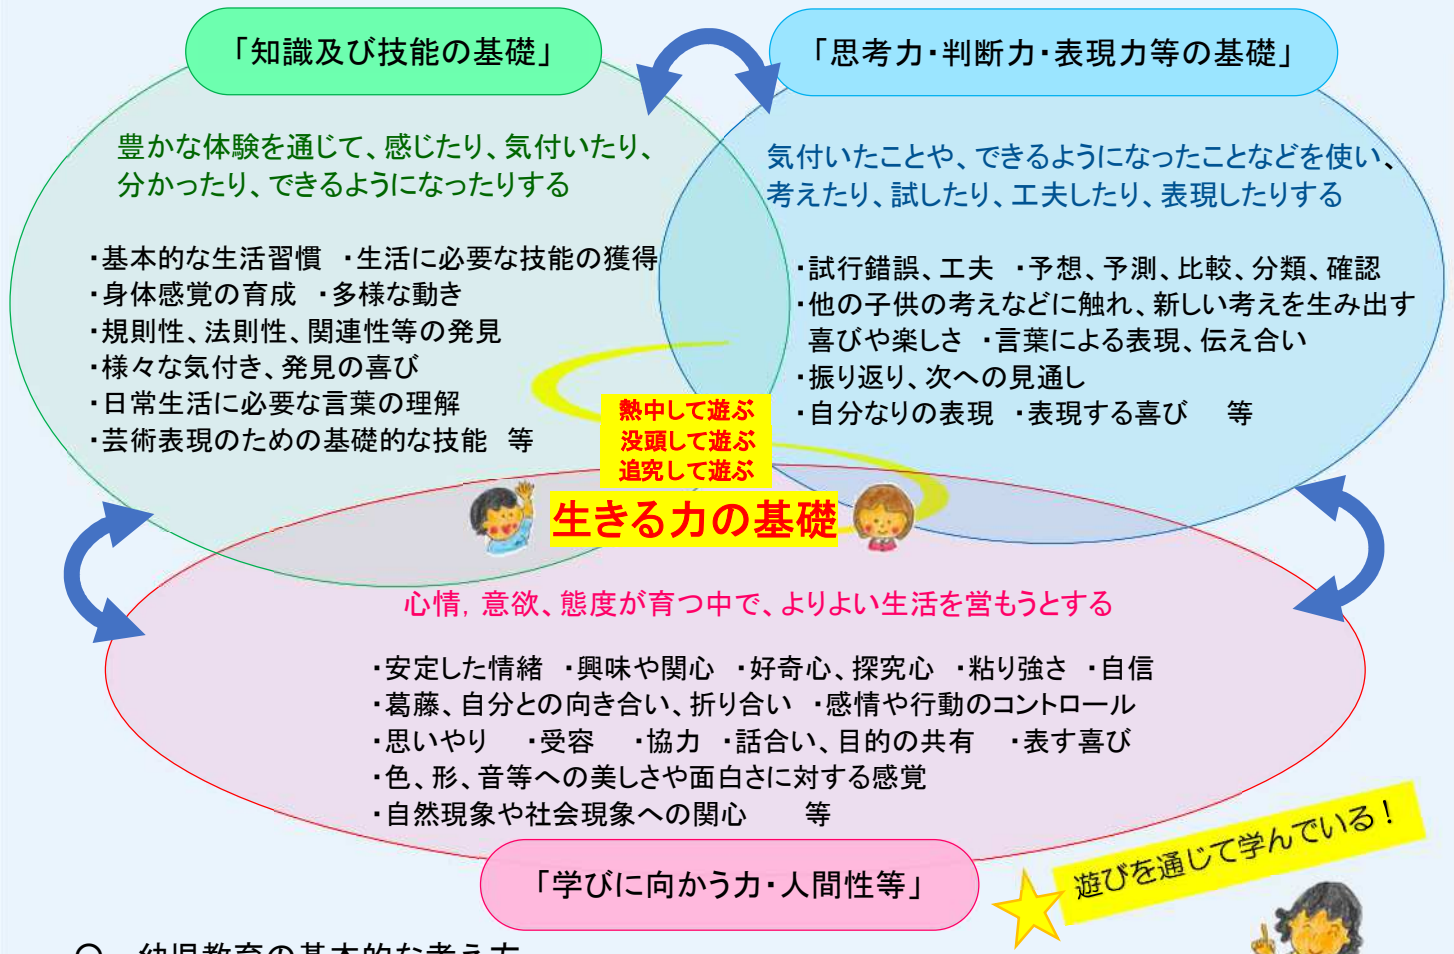 「知識及び技能の基礎」
「思考力・判断力・表現力等の基礎」
豊かな体験を通じて、感じたり、気付いたり、
分かったり、できるようになったりする
・基本的な生活習慣　・生活に必要な技能の獲得
・身体感覚の育成　・多様な動き
・規則性、法則性、関連性等の発見
・様々な気付き、発見の喜び
・日常生活に必要な言葉の理解
・芸術表現のための基礎的な技能　等
気付いたことや、できるようになったことなどを使い、
考えたり、試したり、工夫したり、表現したりする
・試行錯誤、工夫　・予想、予測、比較、分類、確認
・他の子供の考えなどに触れ、新しい考えを生み出す
喜びや楽しさ　・言葉による表現、伝え合い
・振り返り、次への見通し
・自分なりの表現　・表現する喜び　等
熱中して遊ぶ
没頭して遊ぶ
追究して遊ぶ
生きる力の基礎
心情，意欲、態度が育つ中で、よりよい生活を営もうとする
・安定した情緒　・興味や関心　・好奇心、探究心　・粘り強さ　・自信
・葛藤、自分との向き合い、折り合い　・感情や行動のコントロール
・思いやり　・受容　・協力　・話合い、目的の共有　・表す喜び
・色、形、音等への美しさや面白さに対する感覚
・自然現象や社会現象への関心　等
「学びに向かう力・人間性等」
遊びを通じて学んでいる！
○　幼児教育の基本的な考え方